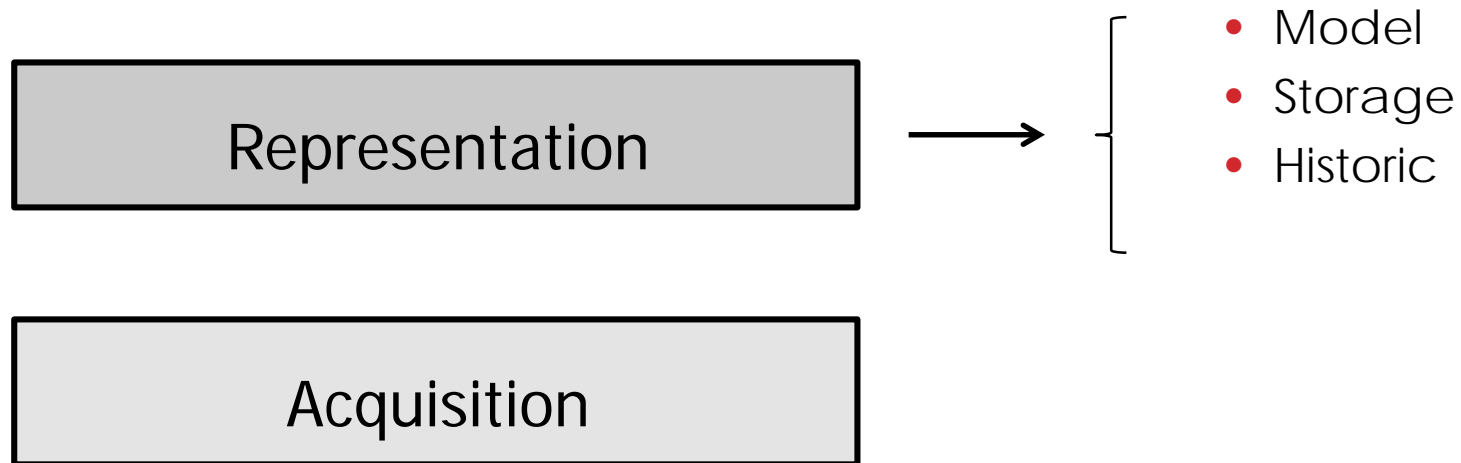 Representation
• Model
• Storage
• Historic
Acquisition